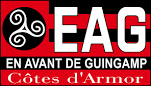 EAG
EN AVANT DE GUINGAMP
Côtes d'Armor